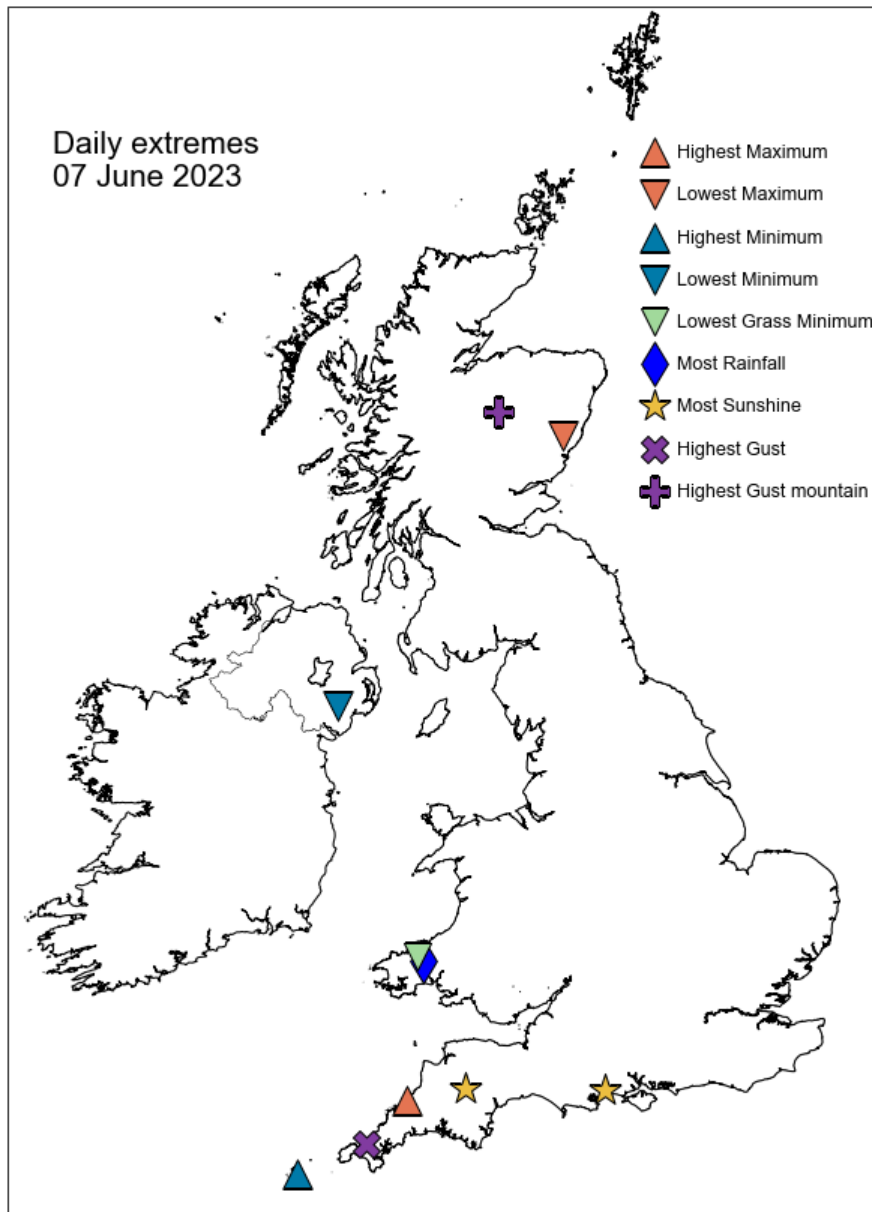 Daily extremes
07 June 2023
Highest Maximum
Lowest Maximum
Highest Minimum
Lowest Minimum
Lowest Grass Minimum
Most Rainfall
Most Sunshine
Highest Gust
Highest Gust mountain